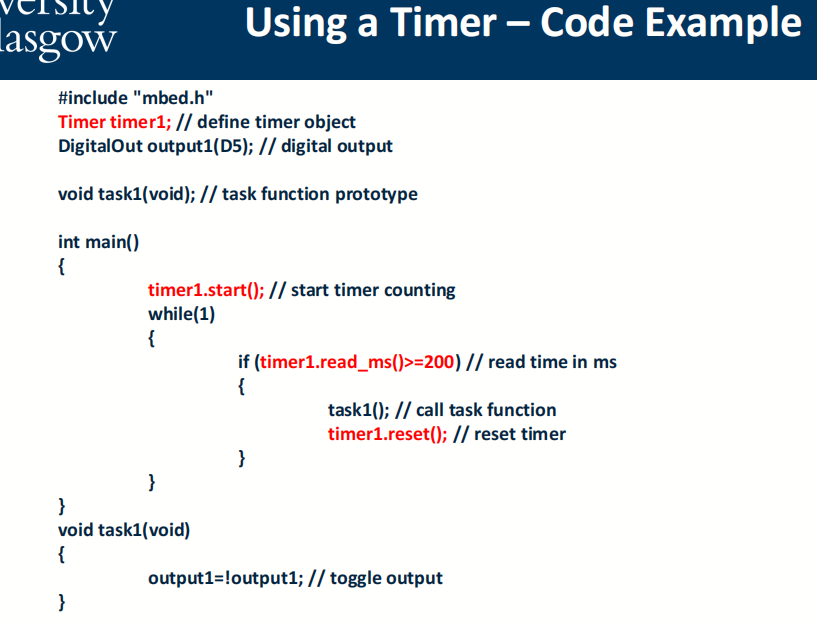 Using a Timer – Code Example
#include "mbed.h"
Timer timer1; // define timer object
DigitalOut output1(D5); // digital output
void task1(void); // task function prototype
int main()
{
timer1.start(); // start timer counting
while(1)
{
if (timer1.read_ms()>=200) // read time in ms
{
task1(); // call task function
timer1.reset(); // reset timer
}
}
}
void task1(void)
{
output1=!output1; // toggle output
}